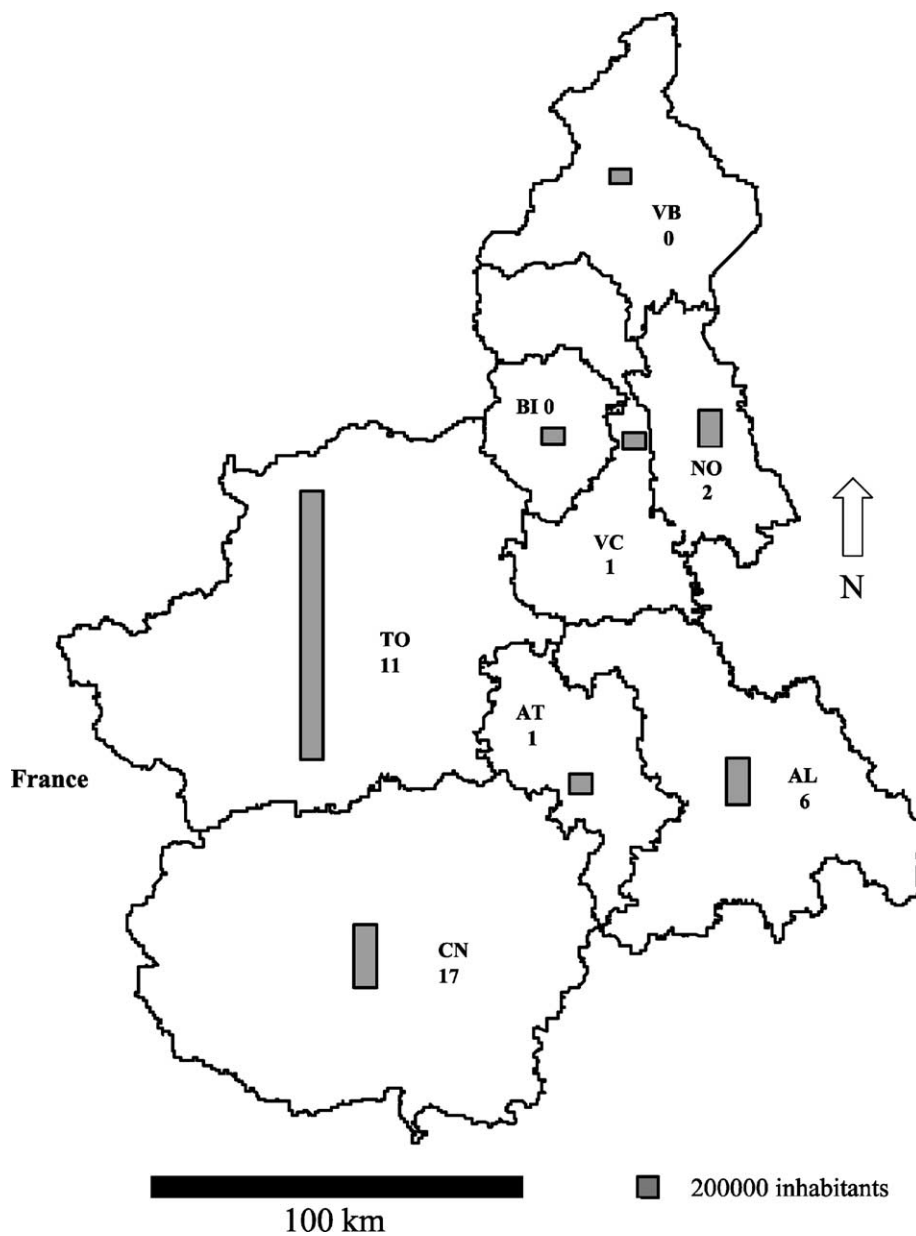 VB
0
BI 0
NO
2
VC
1
N
TO
11
AT
1
France
AL
6
CN
17
200000 inhabitants
100 km